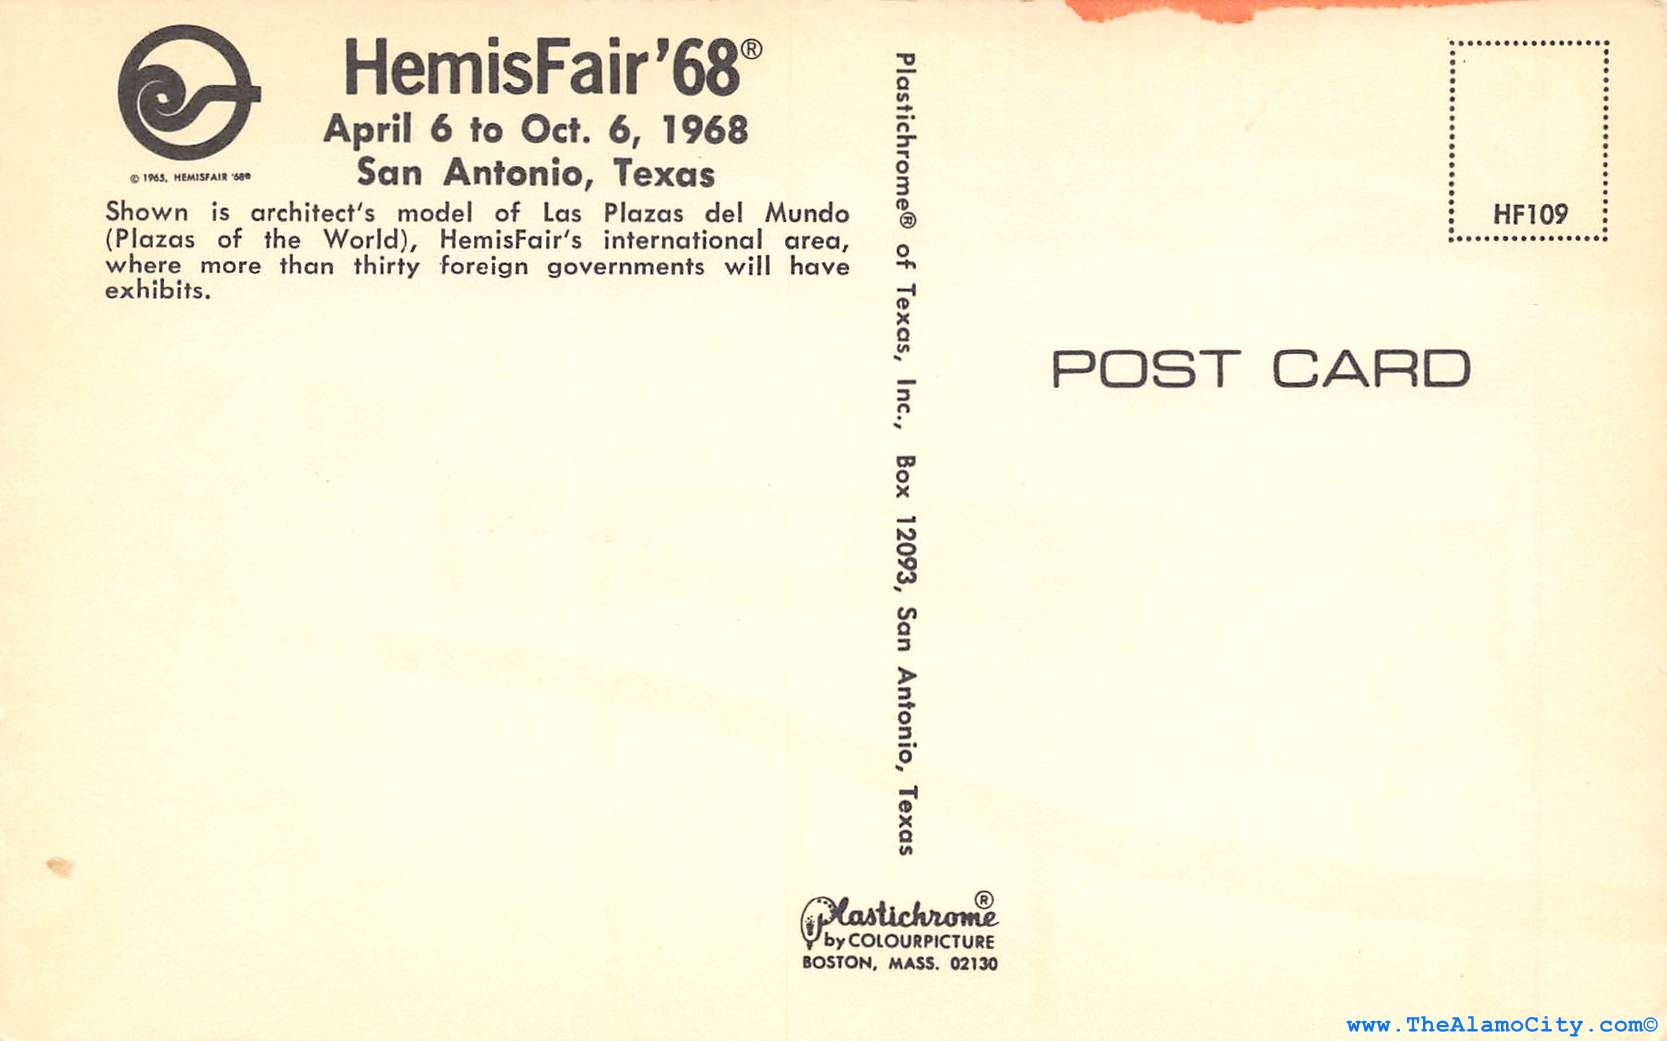 HemisFair '68®
April 6 to Oct. 6, 1968
San Antonio, Texas
© 1965, HEMISFAIR '68®
Shown is architect's model of Las Plazas del Mundo
(Plazas of the World), HemisFair's international area,
where more than thirty foreign governments will have
exhibits.
Plastichrome® of Texas, Inc., Box 12093, San Antonio, Texas
HF109
POST CARD
Plastichrome®
by COLOURPICTURE
BOSTON, MASS. 02130
www.TheAlamoCity.com©